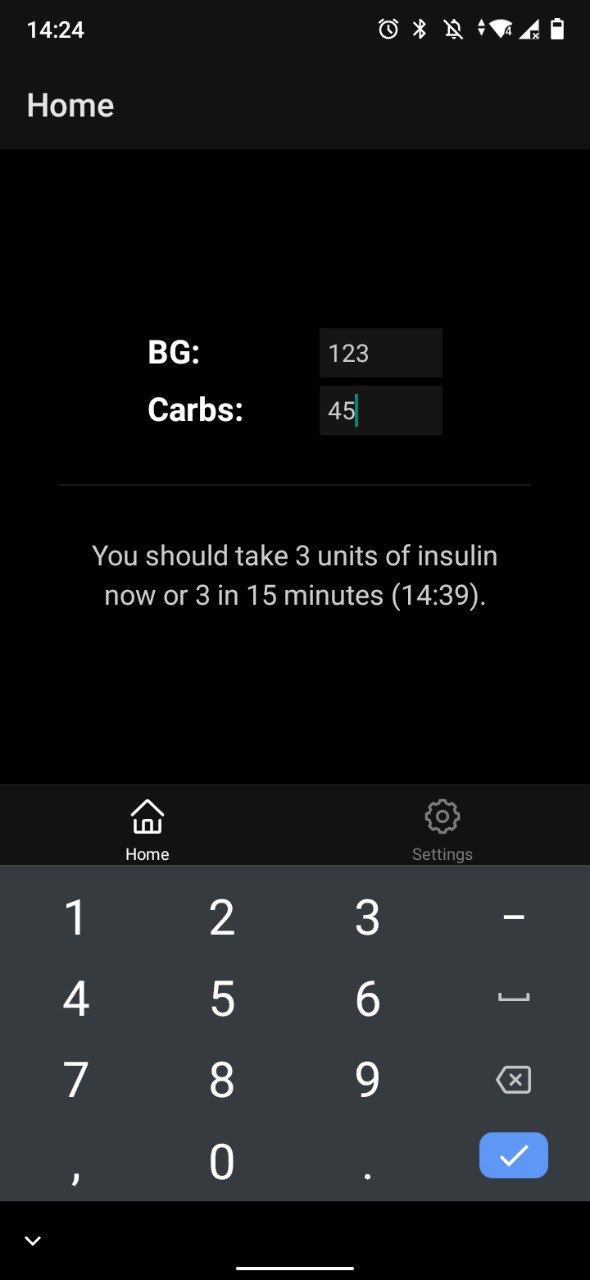 14:24
Home
BG: 123
Carbs: 45
You should take 3 units of insulin
now or 3 in 15 minutes (14:39).
Home Settings
1 2 3 –
4 5 6
7 8 9
, 0 .